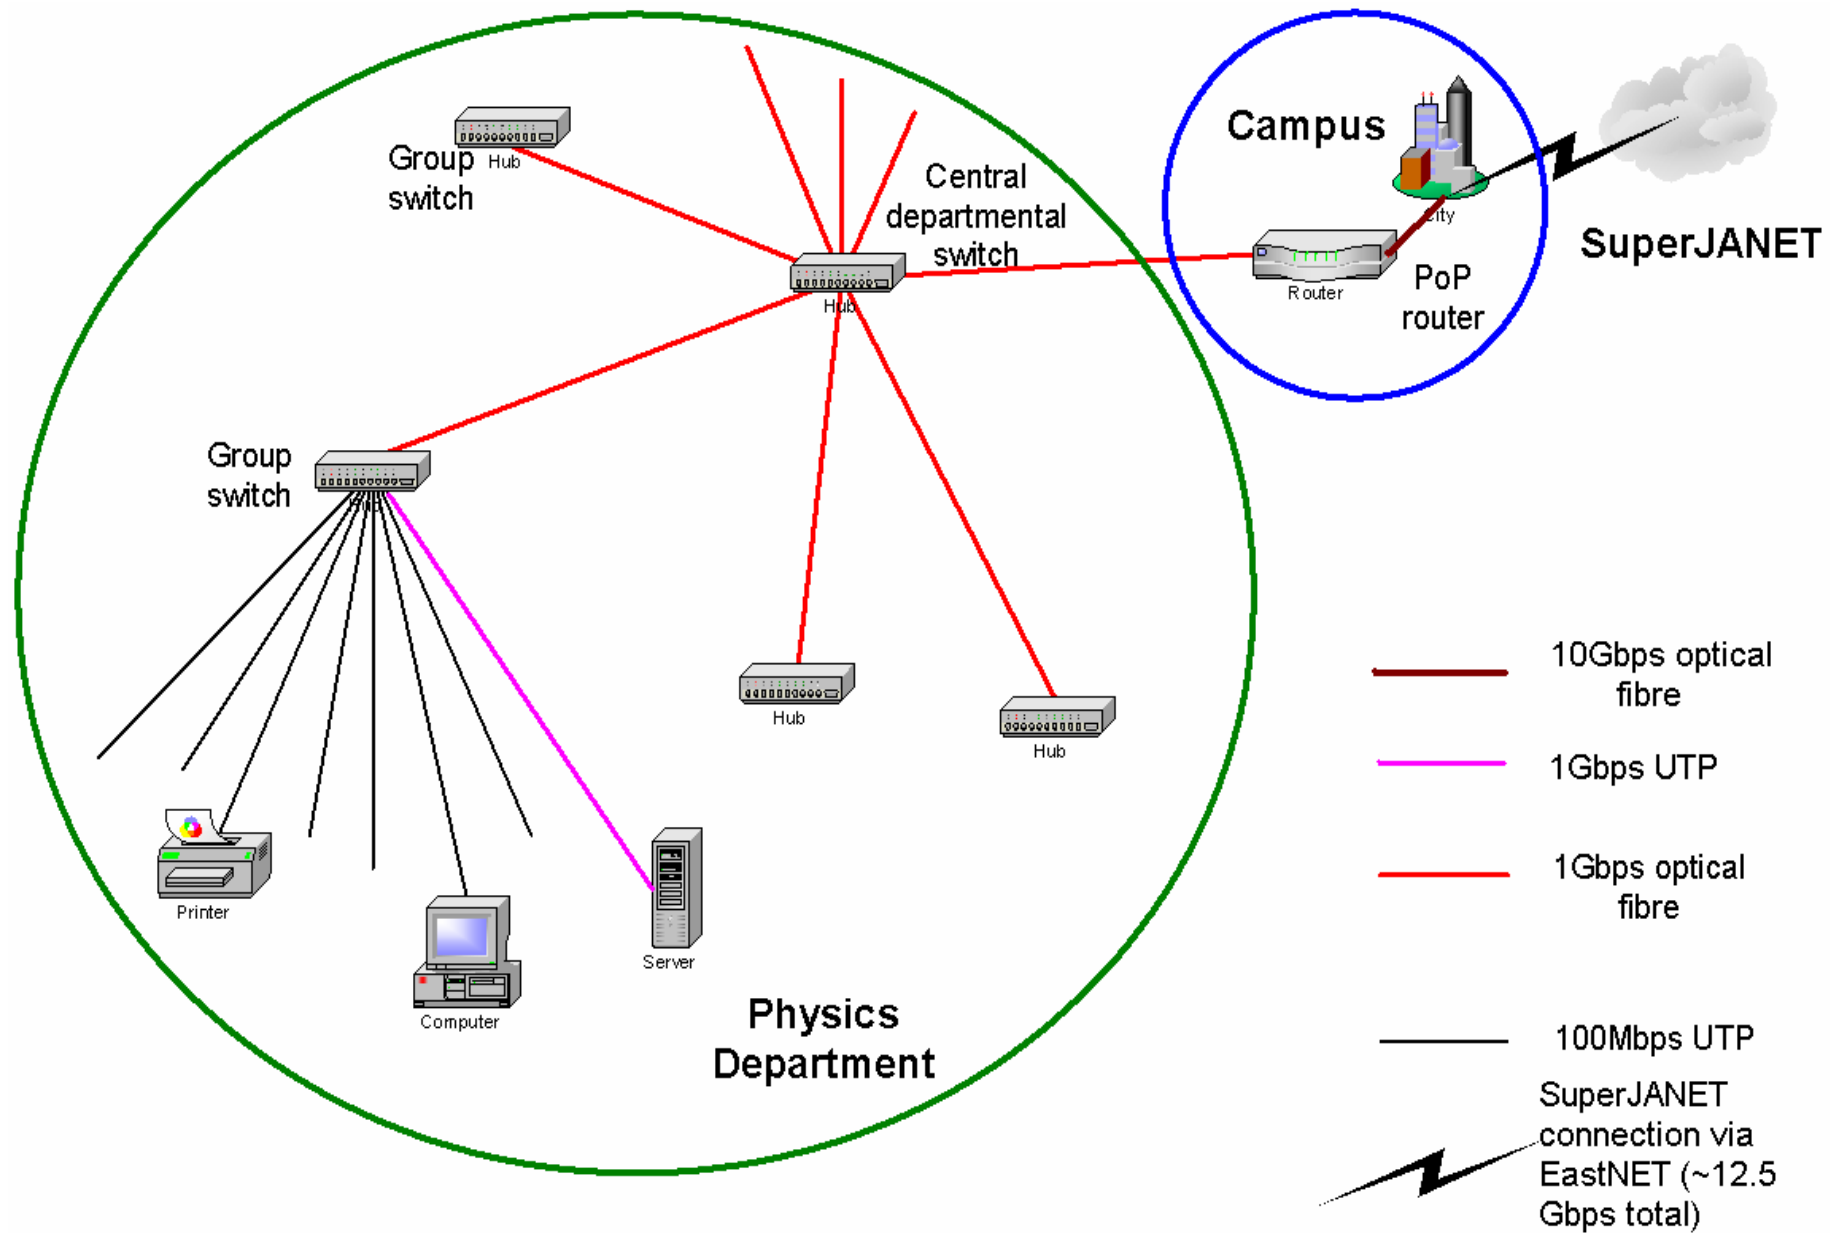 Group
switch
Hub
Central
departmental
switch
Hub
Campus
City
SuperJANET
Router
PoP
router
Group
switch
Hub
Hub
Hub
Printer
Computer
Server
Physics
Department
10Gbps optical
fibre
1Gbps UTP
1Gbps optical
fibre
100Mbps UTP
SuperJANET
connection via
EastNET (~12.5
Gbps total)